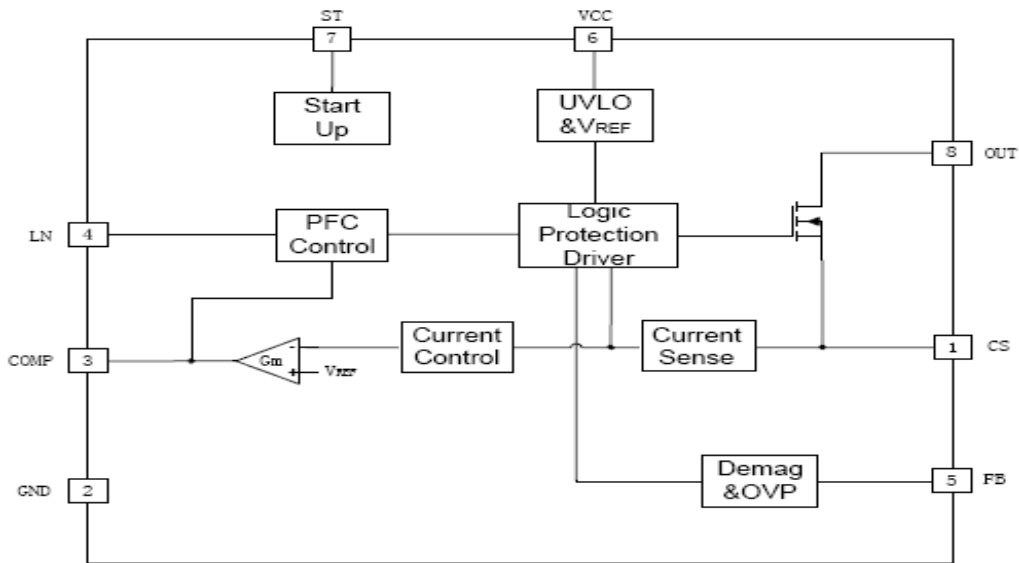 ST
VCC
7
6
Start
Up
UVLO
&VREF
8
OUT
LN
4
PFC
Control
Logic
Protection
Driver
COMP
3
Gm
-
+
VREF
Current
Control
Current
Sense
1
CS
GND
2
Demag
&OVP
5
FB